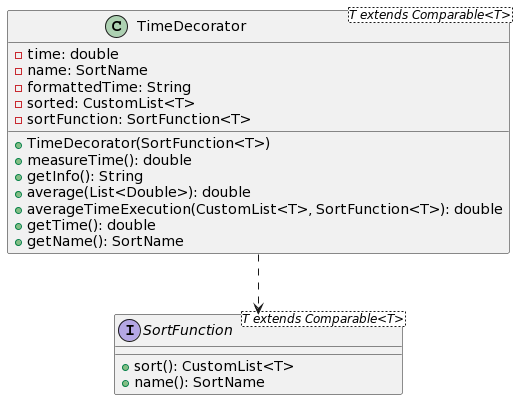 C TimeDecorator
T extends Comparable<T>
time: double
name: SortName
formattedTime: String
sorted: CustomList<T>
sortFunction: SortFunction<T>
TimeDecorator(SortFunction<T>)
measureTime(): double
getInfo(): String
average(List<Double>): double
averageTimeExecution(CustomList<T>, SortFunction<T>): double
getTime(): double
getName(): SortName
I SortFunction
T extends Comparable<T>
sort(): CustomList<T>
name(): SortName